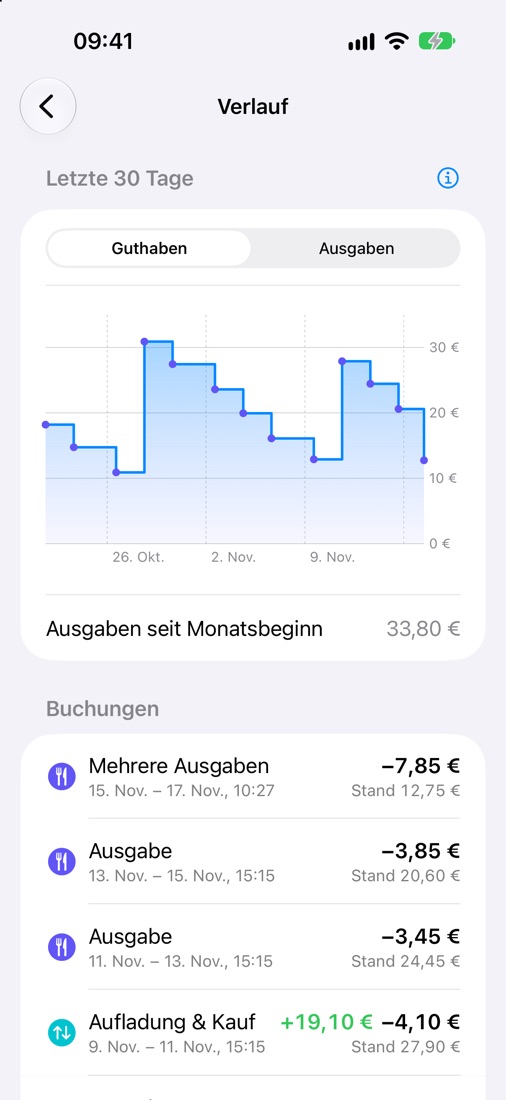 09:41
Verlauf
Letzte 30 Tage
Guthaben Ausgaben
30 €
20 €
10 €
0 €
26. Okt. 2. Nov. 9. Nov.
Ausgaben seit Monatsbeginn 33,80 €
Buchungen
Mehrere Ausgaben −7,85 €
15. Nov. – 17. Nov., 10:27 Stand 12,75 €
Ausgabe −3,85 €
13. Nov. – 15. Nov., 15:15 Stand 20,60 €
Ausgabe −3,45 €
11. Nov. – 13. Nov., 15:15 Stand 24,45 €
Aufladung & Kauf +19,10 € −4,10 €
9. Nov. – 11. Nov., 15:15 Stand 27,90 €